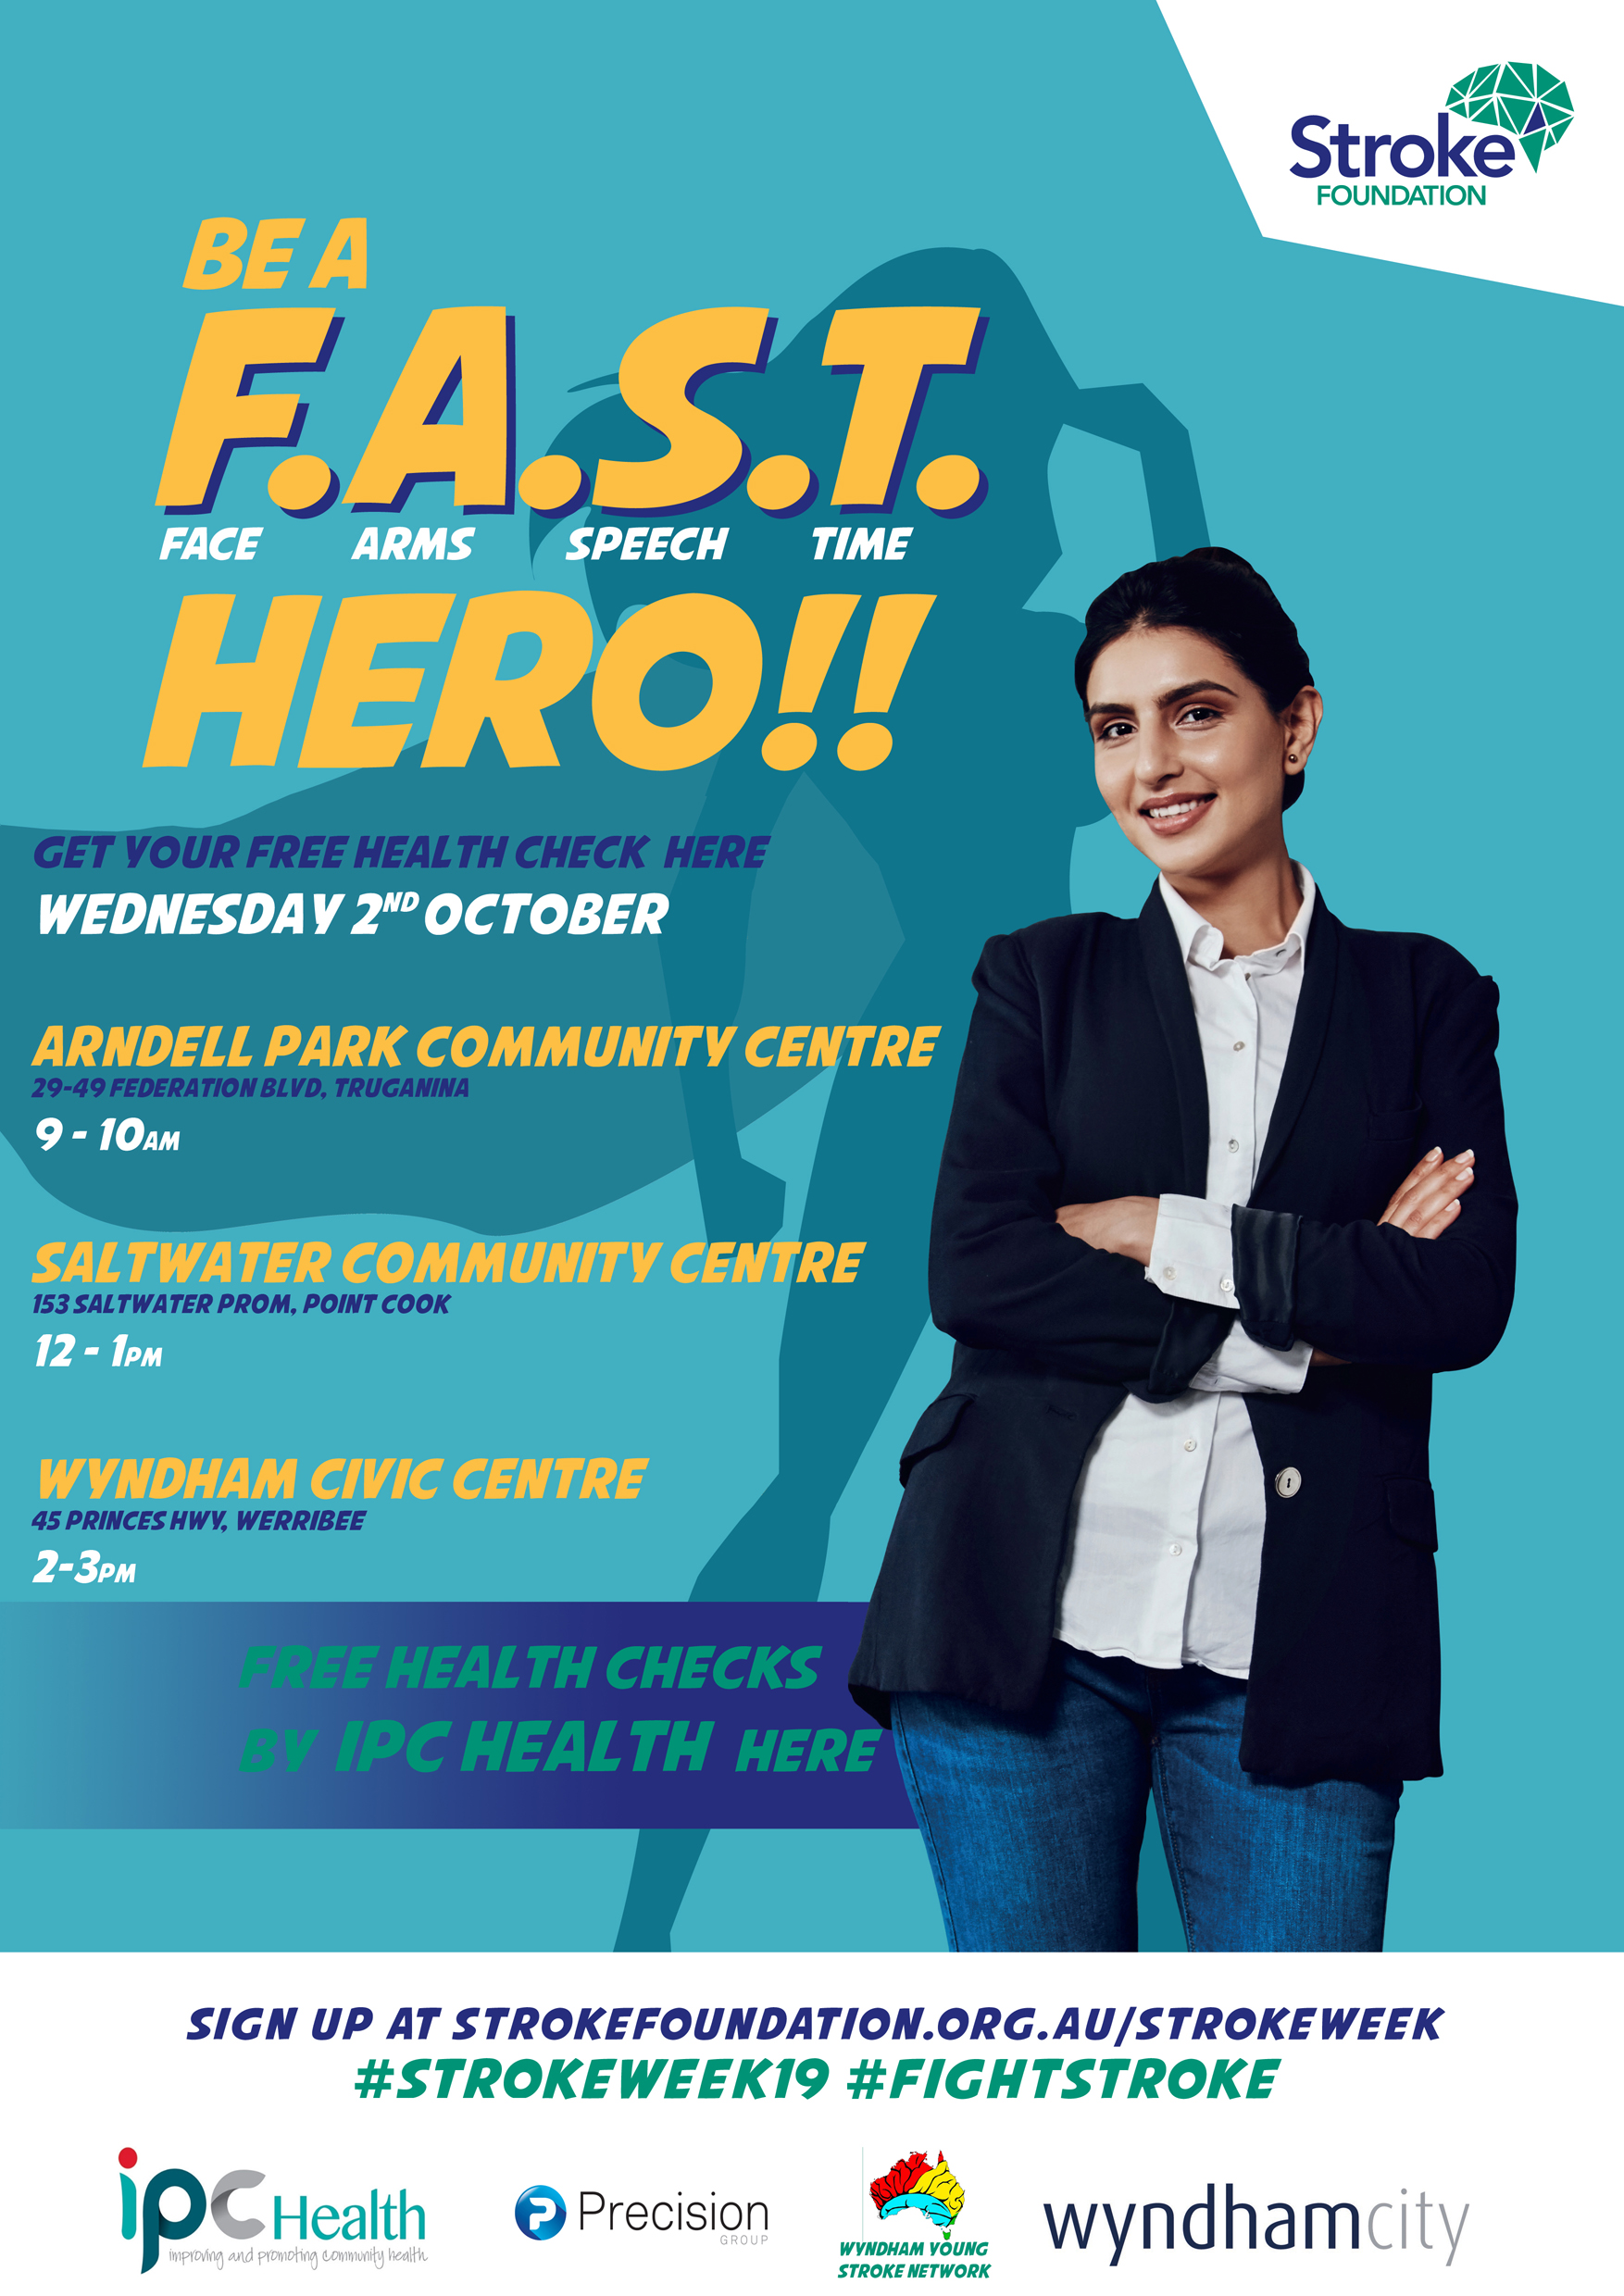 Stroke
FOUNDATION
BE A
F.A.S.T.
FACE ARMS SPEECH TIME
HERO!!
GET YOUR FREE HEALTH CHECK HERE
WEDNESDAY 2ND OCTOBER
ARNDELL PARK COMMUNITY CENTRE
29-49 FEDERATION BLVD, TRUGANINA
9 - 10AM
SALTWATER COMMUNITY CENTRE
153 SALTWATER PROM, POINT COOK
12 - 1PM
WYNDHAM CIVIC CENTRE
45 PRINCES HWY, WERRIBEE
2-3PM
FREE HEALTH CHECKS
BY IPC HEALTH HERE
SIGN UP AT STROKEFOUNDATION.ORG.AU/STROKEWEEK
#STROKEWEEK19 #FIGHTSTROKE
ipc Health
improving and promoting community health
P Precision
GROUP
WYNDHAM YOUNG
STROKE NETWORK
wyndhamcity